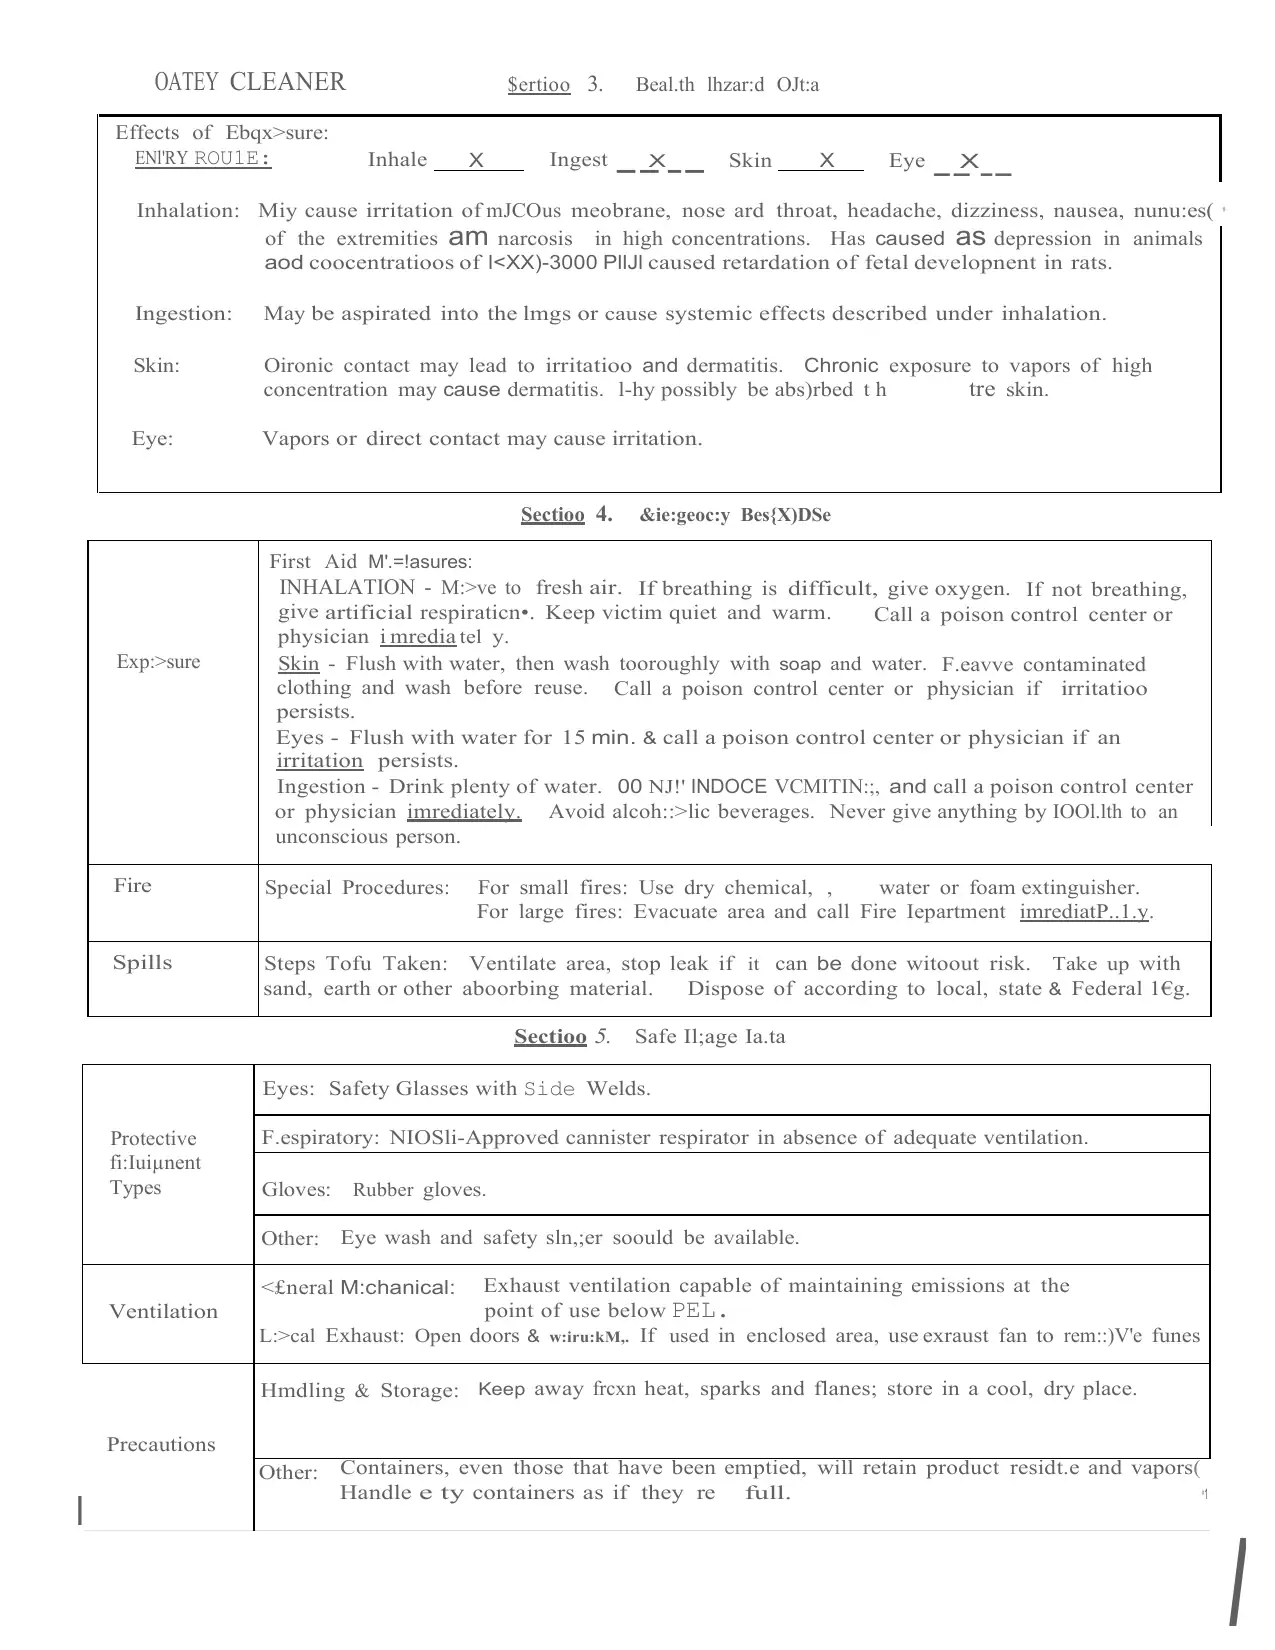 OATEY CLEANER $ertioo 3. Beal.th lhzar:d OJt:a
Effects of Ebqx>sure:
ENI'RY ROU1E: Inhale X Ingest X Skin X Eye X
Inhalation: Miy cause irritation of mJCOus meobrane, nose ard throat, headache, dizziness, nausea, nunu:es(
of the extremities am narcosis in high concentrations. Has caused as depression in animals
aod coocentratioos of l<XX)-3000 PllJl caused retardation of fetal developnent in rats.
Ingestion: May be aspirated into the lmgs or cause systemic effects described under inhalation.
Skin: Oironic contact may lead to irritatioo and dermatitis. Chronic exposure to vapors of high
concentration may cause dermatitis. l-hy possibly be abs)rbed t h tre skin.
Eye: Vapors or direct contact may cause irritation.
Sectioo 4. &ie:geoc:y Bes{X)DSe
First Aid M'.=!asures:
INHALATION - M:>ve to fresh air. If breathing is difficult, give oxygen. If not breathing,
give artificial respiraticn•. Keep victim quiet and warm. Call a poison control center or
physician i mredia tel y.
Exp:>sure
Skin - Flush with water, then wash tooroughly with soap and water. F.eavve contaminated
clothing and wash before reuse. Call a poison control center or physician if irritatioo
persists.
Eyes - Flush with water for 15 min. & call a poison control center or physician if an
irritation persists.
Ingestion - Drink plenty of water. 00 NJ!' INDOCE VCMITIN:;, and call a poison control center
or physician imrediately. Avoid alcoh::>lic beverages. Never give anything by IOOl.lth to an
unconscious person.
Fire Special Procedures: For small fires: Use dry chemical, , water or foam extinguisher.
For large fires: Evacuate area and call Fire Iepartment imrediatP..1.y.
Spills Steps Tofu Taken: Ventilate area, stop leak if it can be done witoout risk. Take up with
sand, earth or other aboorbing material. Dispose of according to local, state & Federal 1€g.
Sectioo 5. Safe Il;age Ia.ta
Eyes: Safety Glasses with Side Welds.
Protective
fi:Iuiµnent
Types
F.espiratory: NIOSli-Approved cannister respirator in absence of adequate ventilation.
Gloves: Rubber gloves.
Other: Eye wash and safety sln,;er soould be available.
Ventilation
<£neral M:chanical: Exhaust ventilation capable of maintaining emissions at the
point of use below PEL.
L:>cal Exhaust: Open doors & w:iru:kM,. If used in enclosed area, use exraust fan to rem::)V'e funes
Precautions
Hmdling & Storage: Keep away frcxn heat, sparks and flanes; store in a cool, dry place.
Other: Containers, even those that have been emptied, will retain product residt.e and vapors(
Handle e ty containers as if they re full.